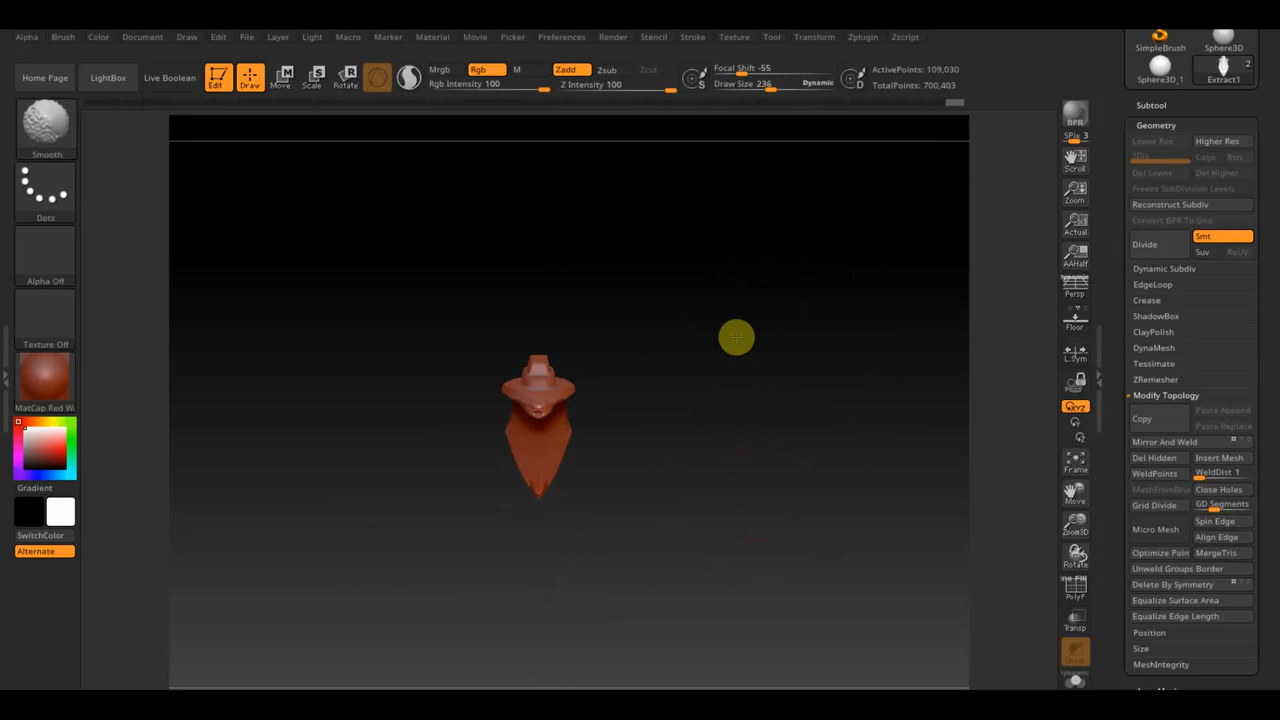 Alpha Brush Color Document Draw Edit File Layer Light Macro Marker Material Movie Picker Preferences Render Stencil Stroke Texture Tool Transform Zplugin Zscript
SimpleBrush Sphere3D
Sphere3D_1 Extract1 2
Home Page LightBox Live Boolean Edit Draw Move Scale Rotate
Mrgb Rgb M Zadd Zsub Zcut
Rgb Intensity 100 Z Intensity 100
Focal Shift -55
Draw Size 236 Dynamic
ActivePoints: 109,030
TotalPoints: 700,403
Smooth
Dots
Alpha Off
Texture Off
MatCap Red W
Gradient
SwitchColor
Alternate
BPR
SPix 3
Scroll
Zoom
Actual
AAHalf
Persp
Floor
L.Sym
XYZ
Frame
Move
Zoom3D
Rotate
PolyF
Transp
Subtool
Geometry
Lower Res Higher Res
SDiv Cage Rstr
Del Lower Del Higher
Freeze SubDivision Levels
Reconstruct Subdiv
Convert BPR To Geo
Divide Smt
Suv ReUV
Dynamic Subdiv
EdgeLoop
Crease
ShadowBox
ClayPolish
DynaMesh
Tessimate
ZRemesher
Modify Topology
Copy Paste Append
Paste Replace
Mirror And Weld
Del Hidden Insert Mesh
WeldPoints WeldDist 1
MeshFromBru Close Holes
Grid Divide GD Segments
Micro Mesh Spin Edge
Align Edge
Optimize Poin MergeTris
Unweld Groups Border
Delete By Symmetry
Equalize Surface Area
Equalize Edge Length
Position
Size
MeshIntegrity